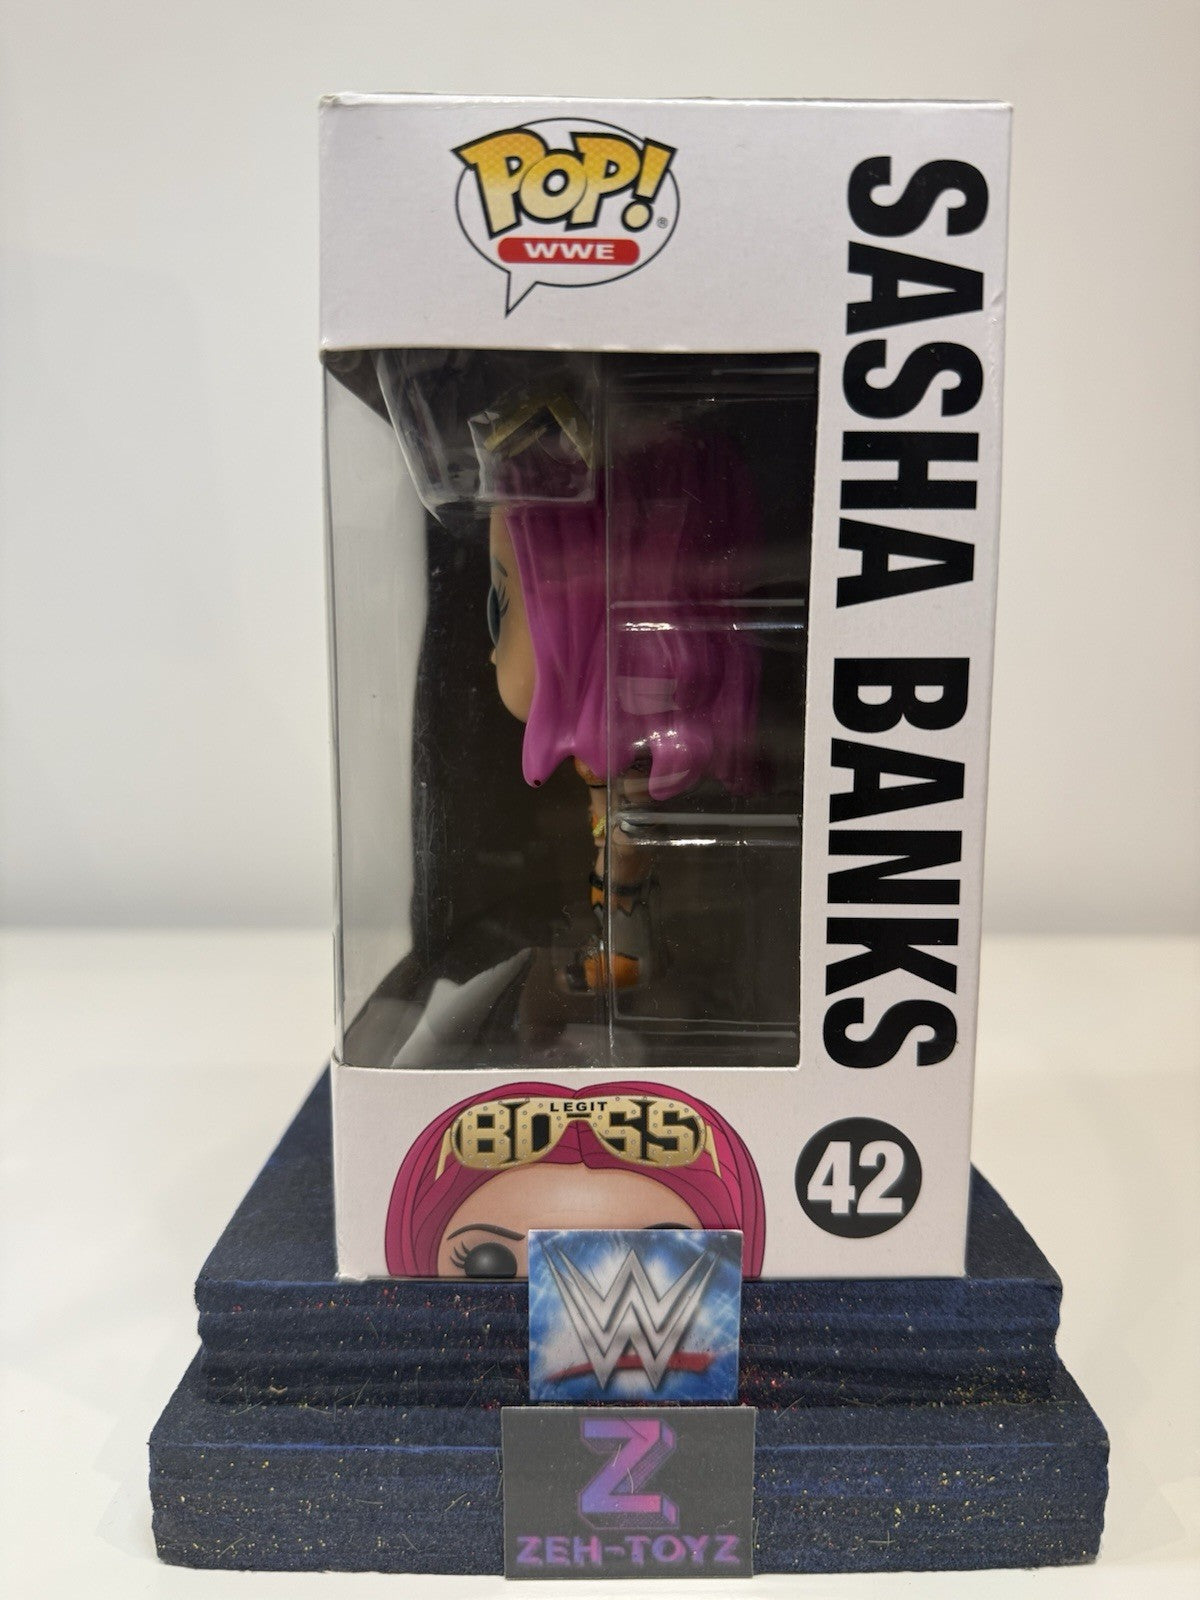 POP!®
WWE
SASHA BANKS
LEGIT
BOSS
42
W
Z
ZEH-TOYZ